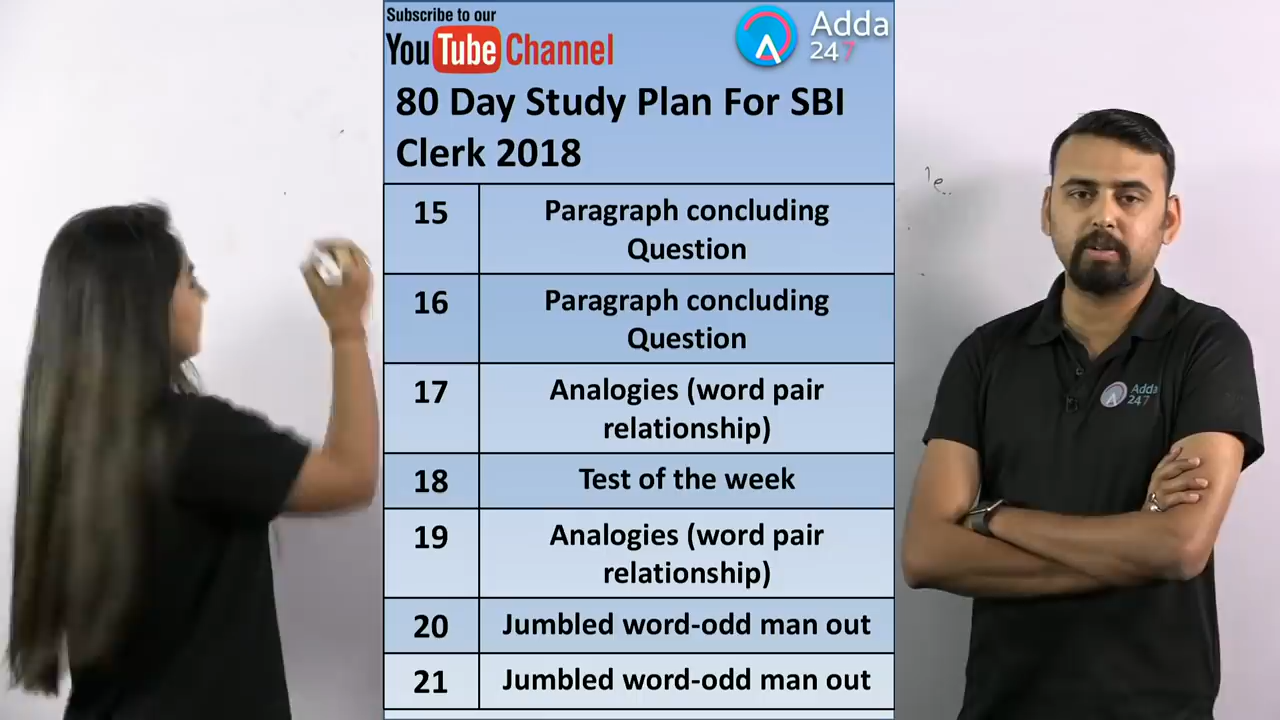 Subscribe to our
YouTube Channel
Adda
247
80 Day Study Plan For SBI
Clerk 2018
15
Paragraph concluding
Question
16
Paragraph concluding
Question
17
Analogies (word pair
relationship)
18
Test of the week
19
Analogies (word pair
relationship)
20
Jumbled word-odd man out
21
Jumbled word-odd man out
Adda
247